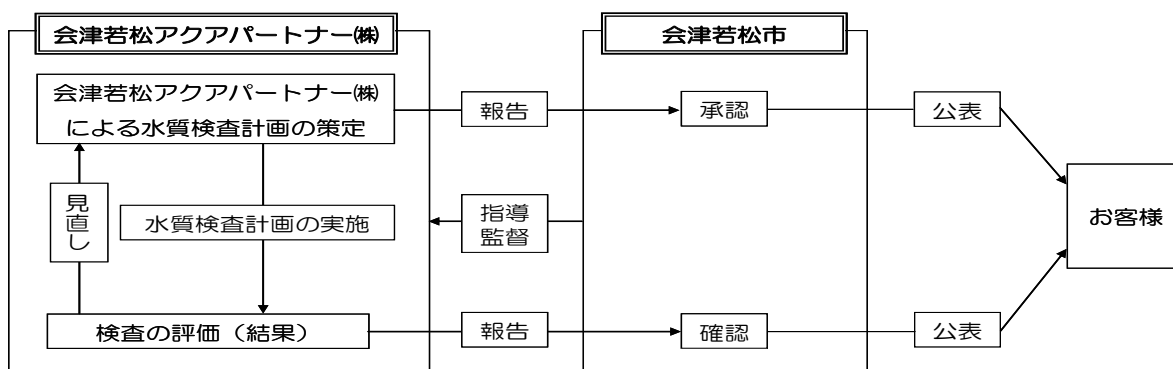 会津若松アクアパートナー㈱
会津若松市
会津若松アクアパートナー㈱
による水質検査計画の策定
報告
承認
公表
見直し
水質検査計画の実施
指導
監督
お客様
検査の評価（結果）
報告
確認
公表